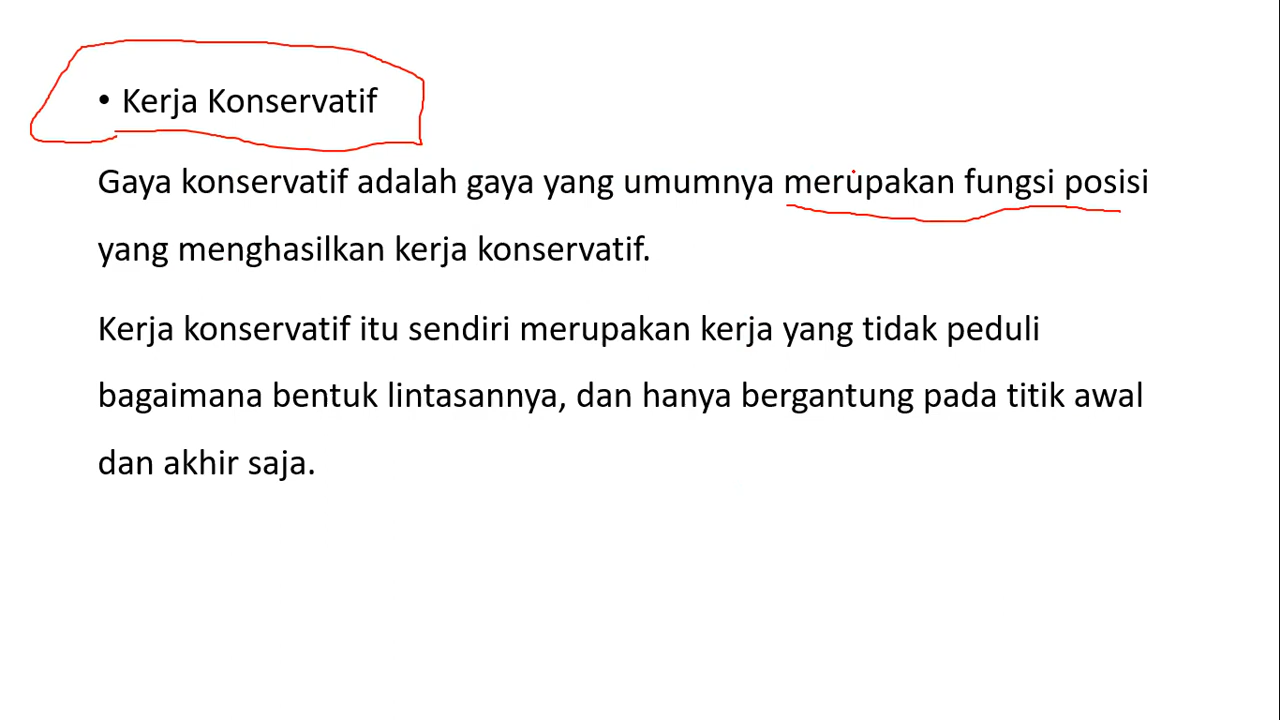 • Kerja Konservatif
Gaya konservatif adalah gaya yang umumnya merupakan fungsi posisi
yang menghasilkan kerja konservatif.
Kerja konservatif itu sendiri merupakan kerja yang tidak peduli
bagaimana bentuk lintasannya, dan hanya bergantung pada titik awal
dan akhir saja.